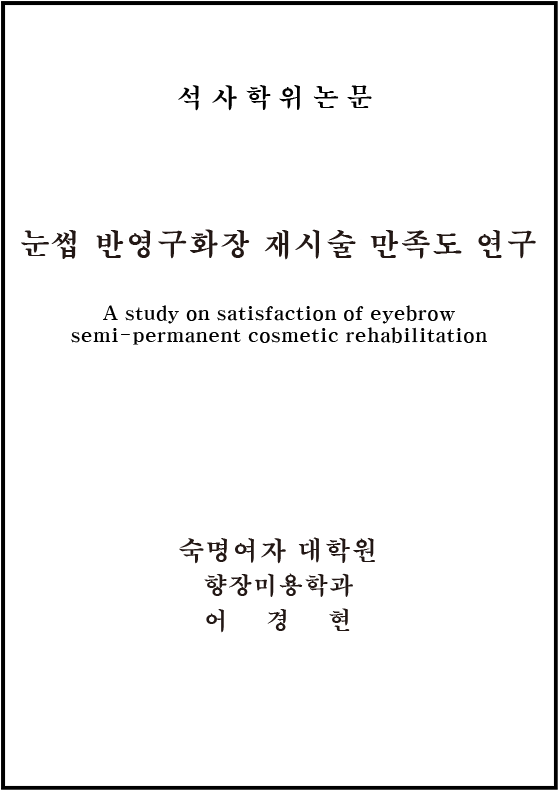 석사학위논문
눈썹 반영구화장 재시술 만족도 연구
A study on satisfaction of eyebrow
semi-permanent cosmetic rehabilitation
숙명여자 대학원
향장미용학과
어 경 현